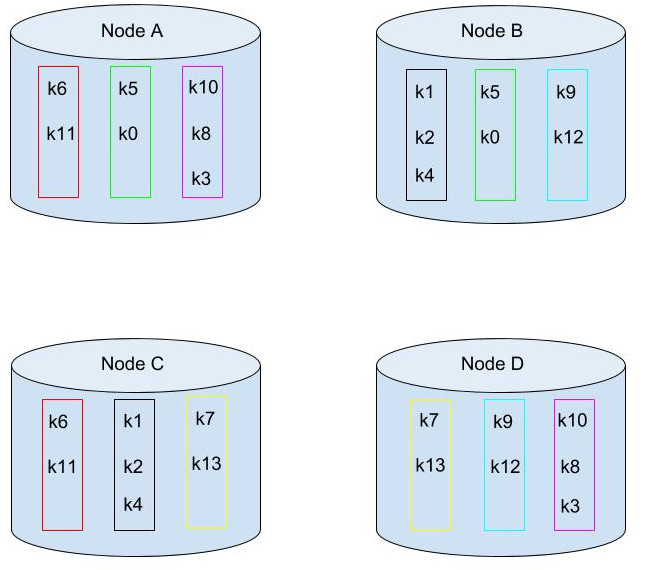 Node A
k6 k5 k10
k11 k0 k8
k3
Node B
k1 k5 k9
k2 k0 k12
k4
Node C
k6 k1 k7
k11 k2 k13
k4
Node D
k7 k9 k10
k13 k12 k8
k3